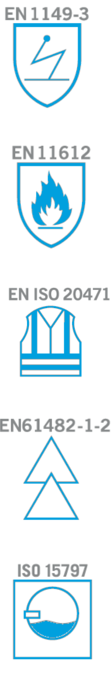 EN 1149-3
EN 11612
EN ISO 20471
EN61482-1-2
ISO 15797